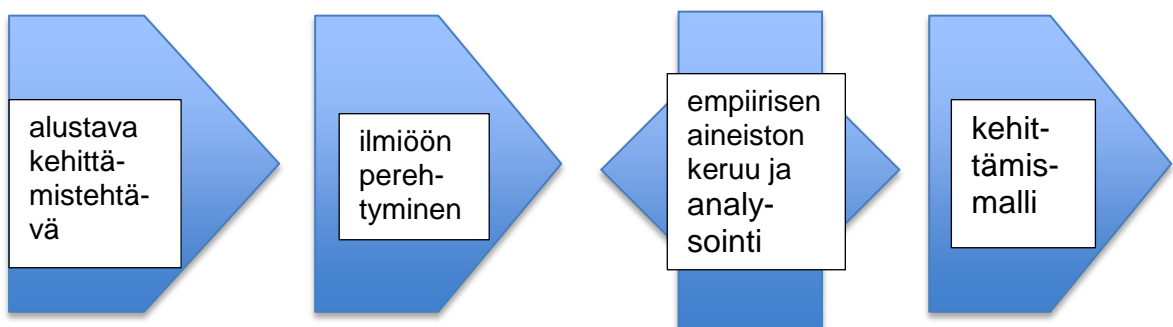 alustava
kehittä-
mistehtä-
vä
ilmiöön
pereh-
tyminen
empiirisen
aineiston
keruu ja
analy-
sointi
kehit-
tämis-
malli